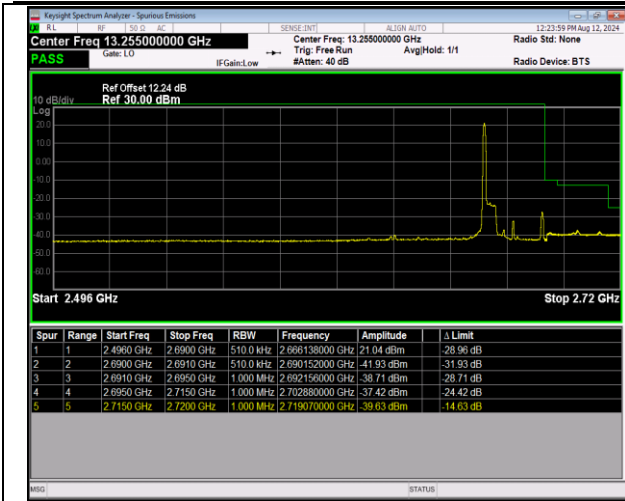 Keysight Spectrum Analyzer - Spurious Emissions
RL RF 50 Ω AC SENSE:INT ALIGN AUTO 12:23:59 PM Aug 12, 2024
Center Freq 13.255000000 GHz Center Freq: 13.255000000 GHz Radio Std: None
PASS Gate: LO IFGain:Low Trig: Free Run Avg|Hold: 1/1
#Atten: 40 dB Radio Device: BTS
Ref Offset 12.24 dB
10 dB/div Ref 30.00 dBm
Log
20.0
10.0
0.00
-10.0
-20.0
-30.0
-40.0
-50.0
-60.0
Start 2.496 GHz Stop 2.72 GHz
Spur Range Start Freq Stop Freq RBW Frequency Amplitude Δ Limit
1 1 2.4960 GHz 2.6900 GHz 510.0 kHz 2.666138000 GHz 21.04 dBm -28.96 dB
2 2 2.6900 GHz 2.6910 GHz 510.0 kHz 2.690152000 GHz -41.93 dBm -31.93 dB
3 3 2.6910 GHz 2.6950 GHz 1.000 MHz 2.692156000 GHz -38.71 dBm -28.71 dB
4 4 2.6950 GHz 2.7150 GHz 1.000 MHz 2.702880000 GHz -37.42 dBm -24.42 dB
5 5 2.7150 GHz 2.7200 GHz 1.000 MHz 2.719070000 GHz -39.63 dBm -14.63 dB
MSG STATUS